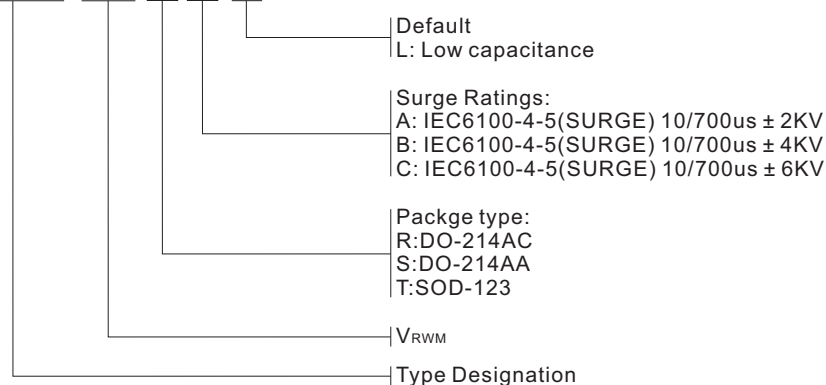 Default
L: Low capacitance
Surge Ratings:
A: IEC6100-4-5(SURGE) 10/700us ± 2KV
B: IEC6100-4-5(SURGE) 10/700us ± 4KV
C: IEC6100-4-5(SURGE) 10/700us ± 6KV
Packge type:
R:DO-214AC
S:DO-214AA
T:SOD-123
VRWM
Type Designation